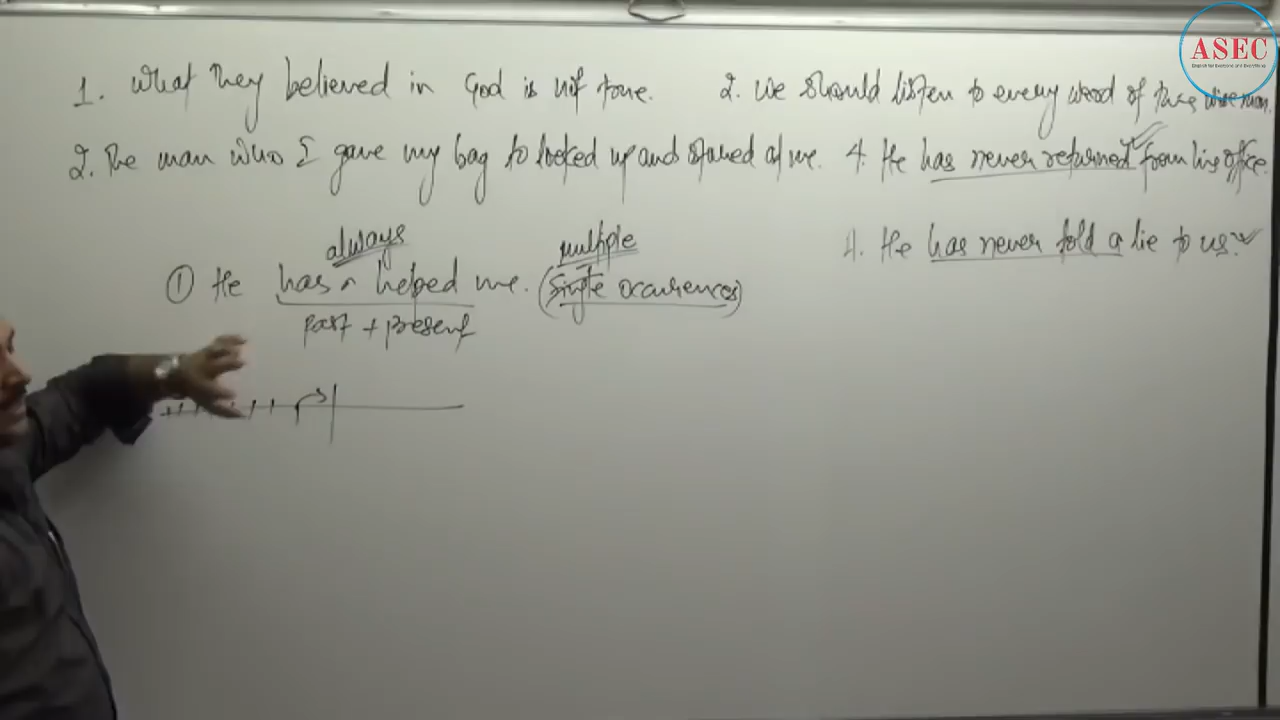 ASEC
1. What they believed in God is not true. 2. We should listen to every word of this wise man.
2. The man who I gave my bag to looked up and stared at me. 4. He has never returned from his office.
always multiple 4. He has never told a lie to us.
① He has ^ helped me. (Single occurrences)
Past + present